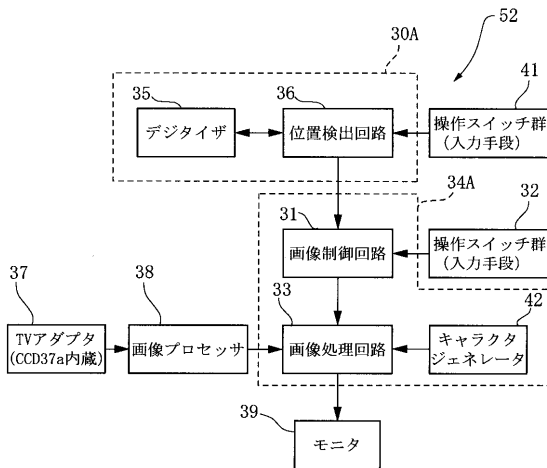 30A
52
35
36
41
デジタイザ
位置検出回路
操作スイッチ群
(入力手段)
34A
31
32
画像制御回路
操作スイッチ群
(入力手段)
37
38
33
42
TVアダプタ
(CCD37a内蔵)
画像プロセッサ
画像処理回路
キャラクタ
ジェネレータ
39
モニタ